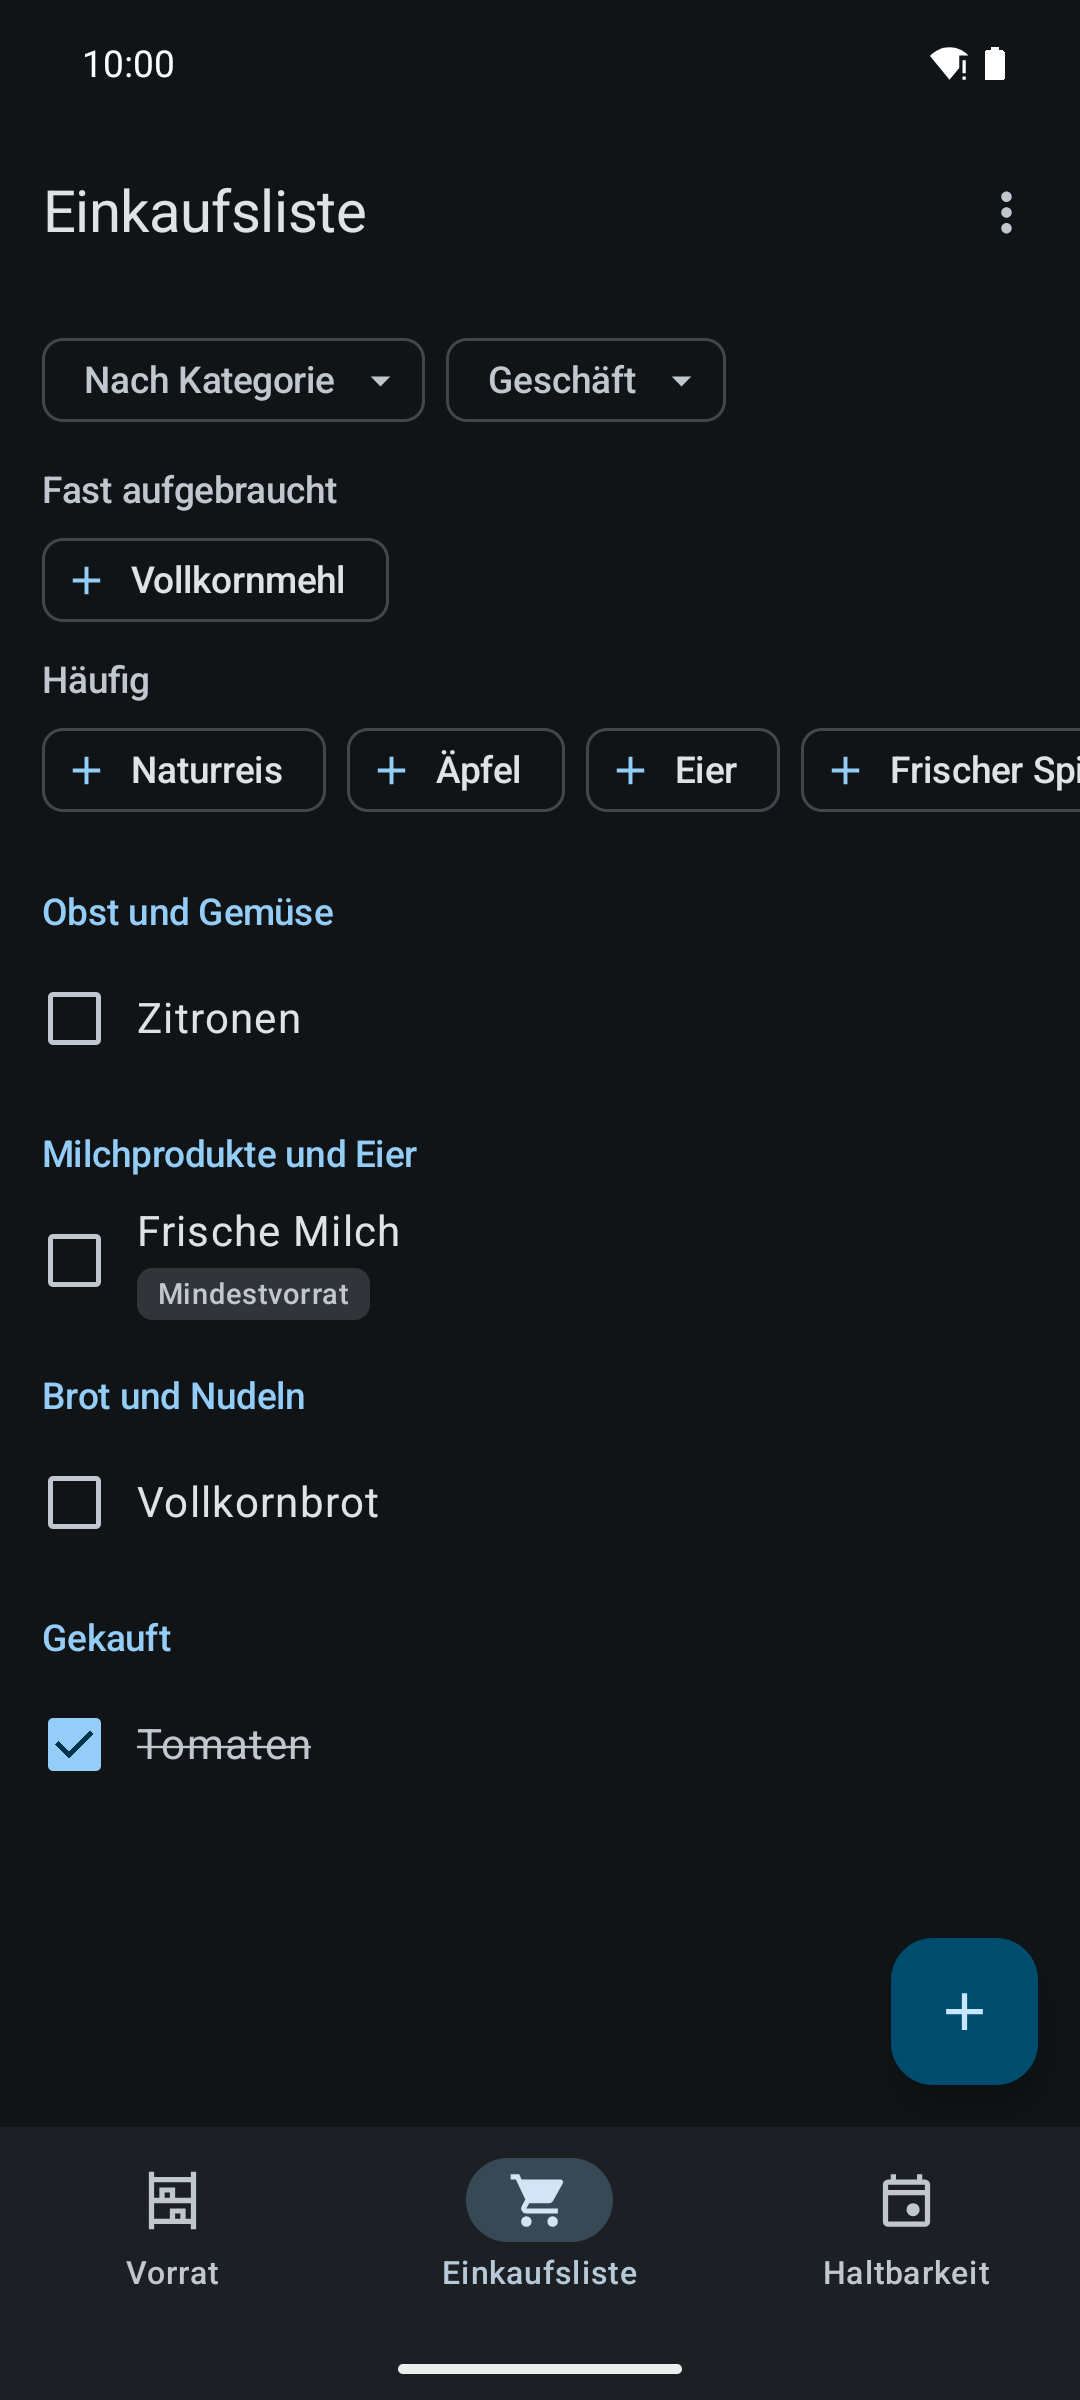 10:00
Einkaufsliste
Nach Kategorie
Geschäft
Fast aufgebraucht
Vollkornmehl
Häufig
Naturreis
Äpfel
Eier
Frischer Spi
Obst und Gemüse
Zitronen
Milchprodukte und Eier
Frische Milch
Mindestvorrat
Brot und Nudeln
Vollkornbrot
Gekauft
Tomaten
Vorrat
Einkaufsliste
Haltbarkeit